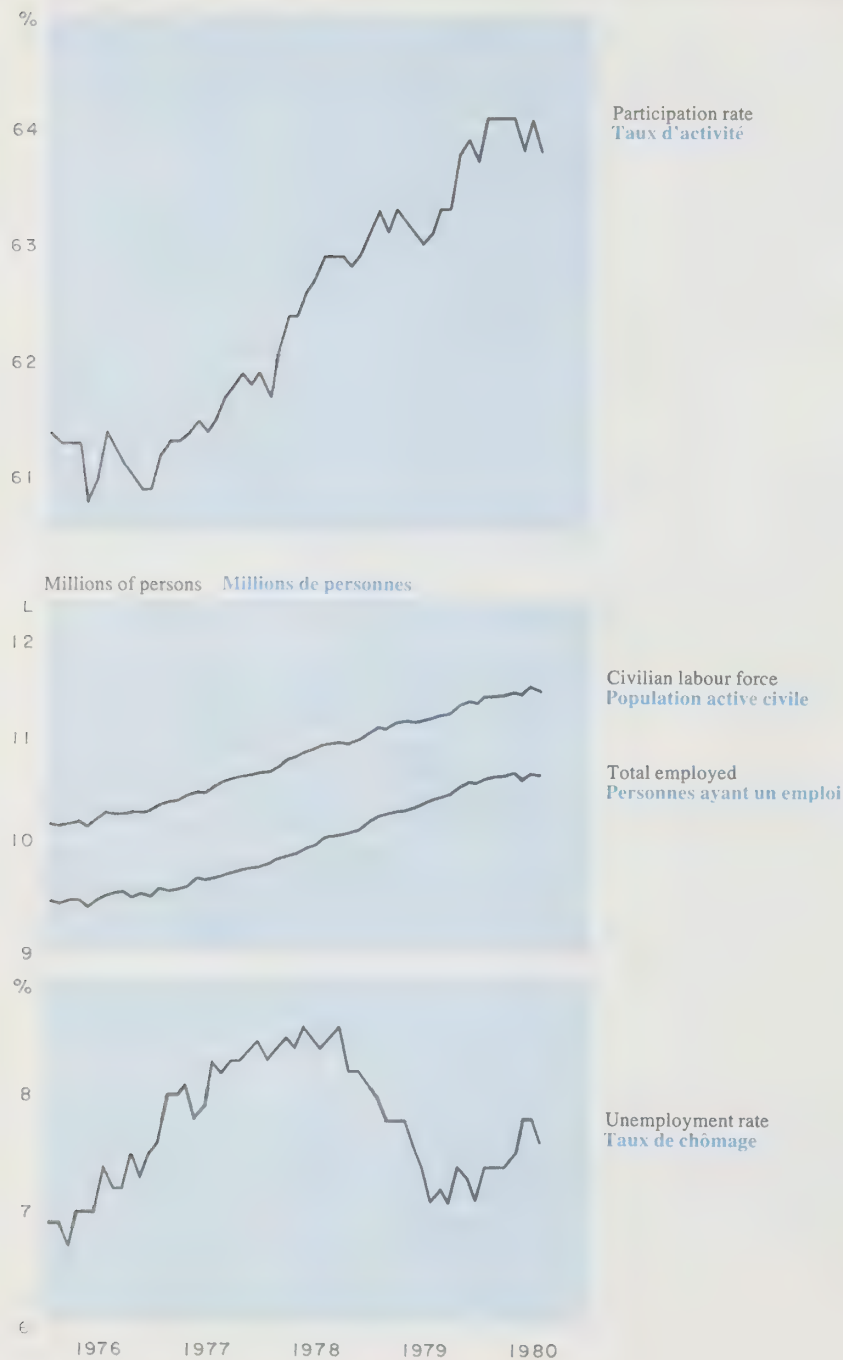 %
64
Participation rate
Taux d'activité
63
62
61
Millions of persons Millions de personnes
L
12
Civilian labour force
Population active civile
11
Total employed
Personnes ayant un emploi
10
9
%
8
Unemployment rate
Taux de chômage
7
6
1976 1977 1978 1979 1980